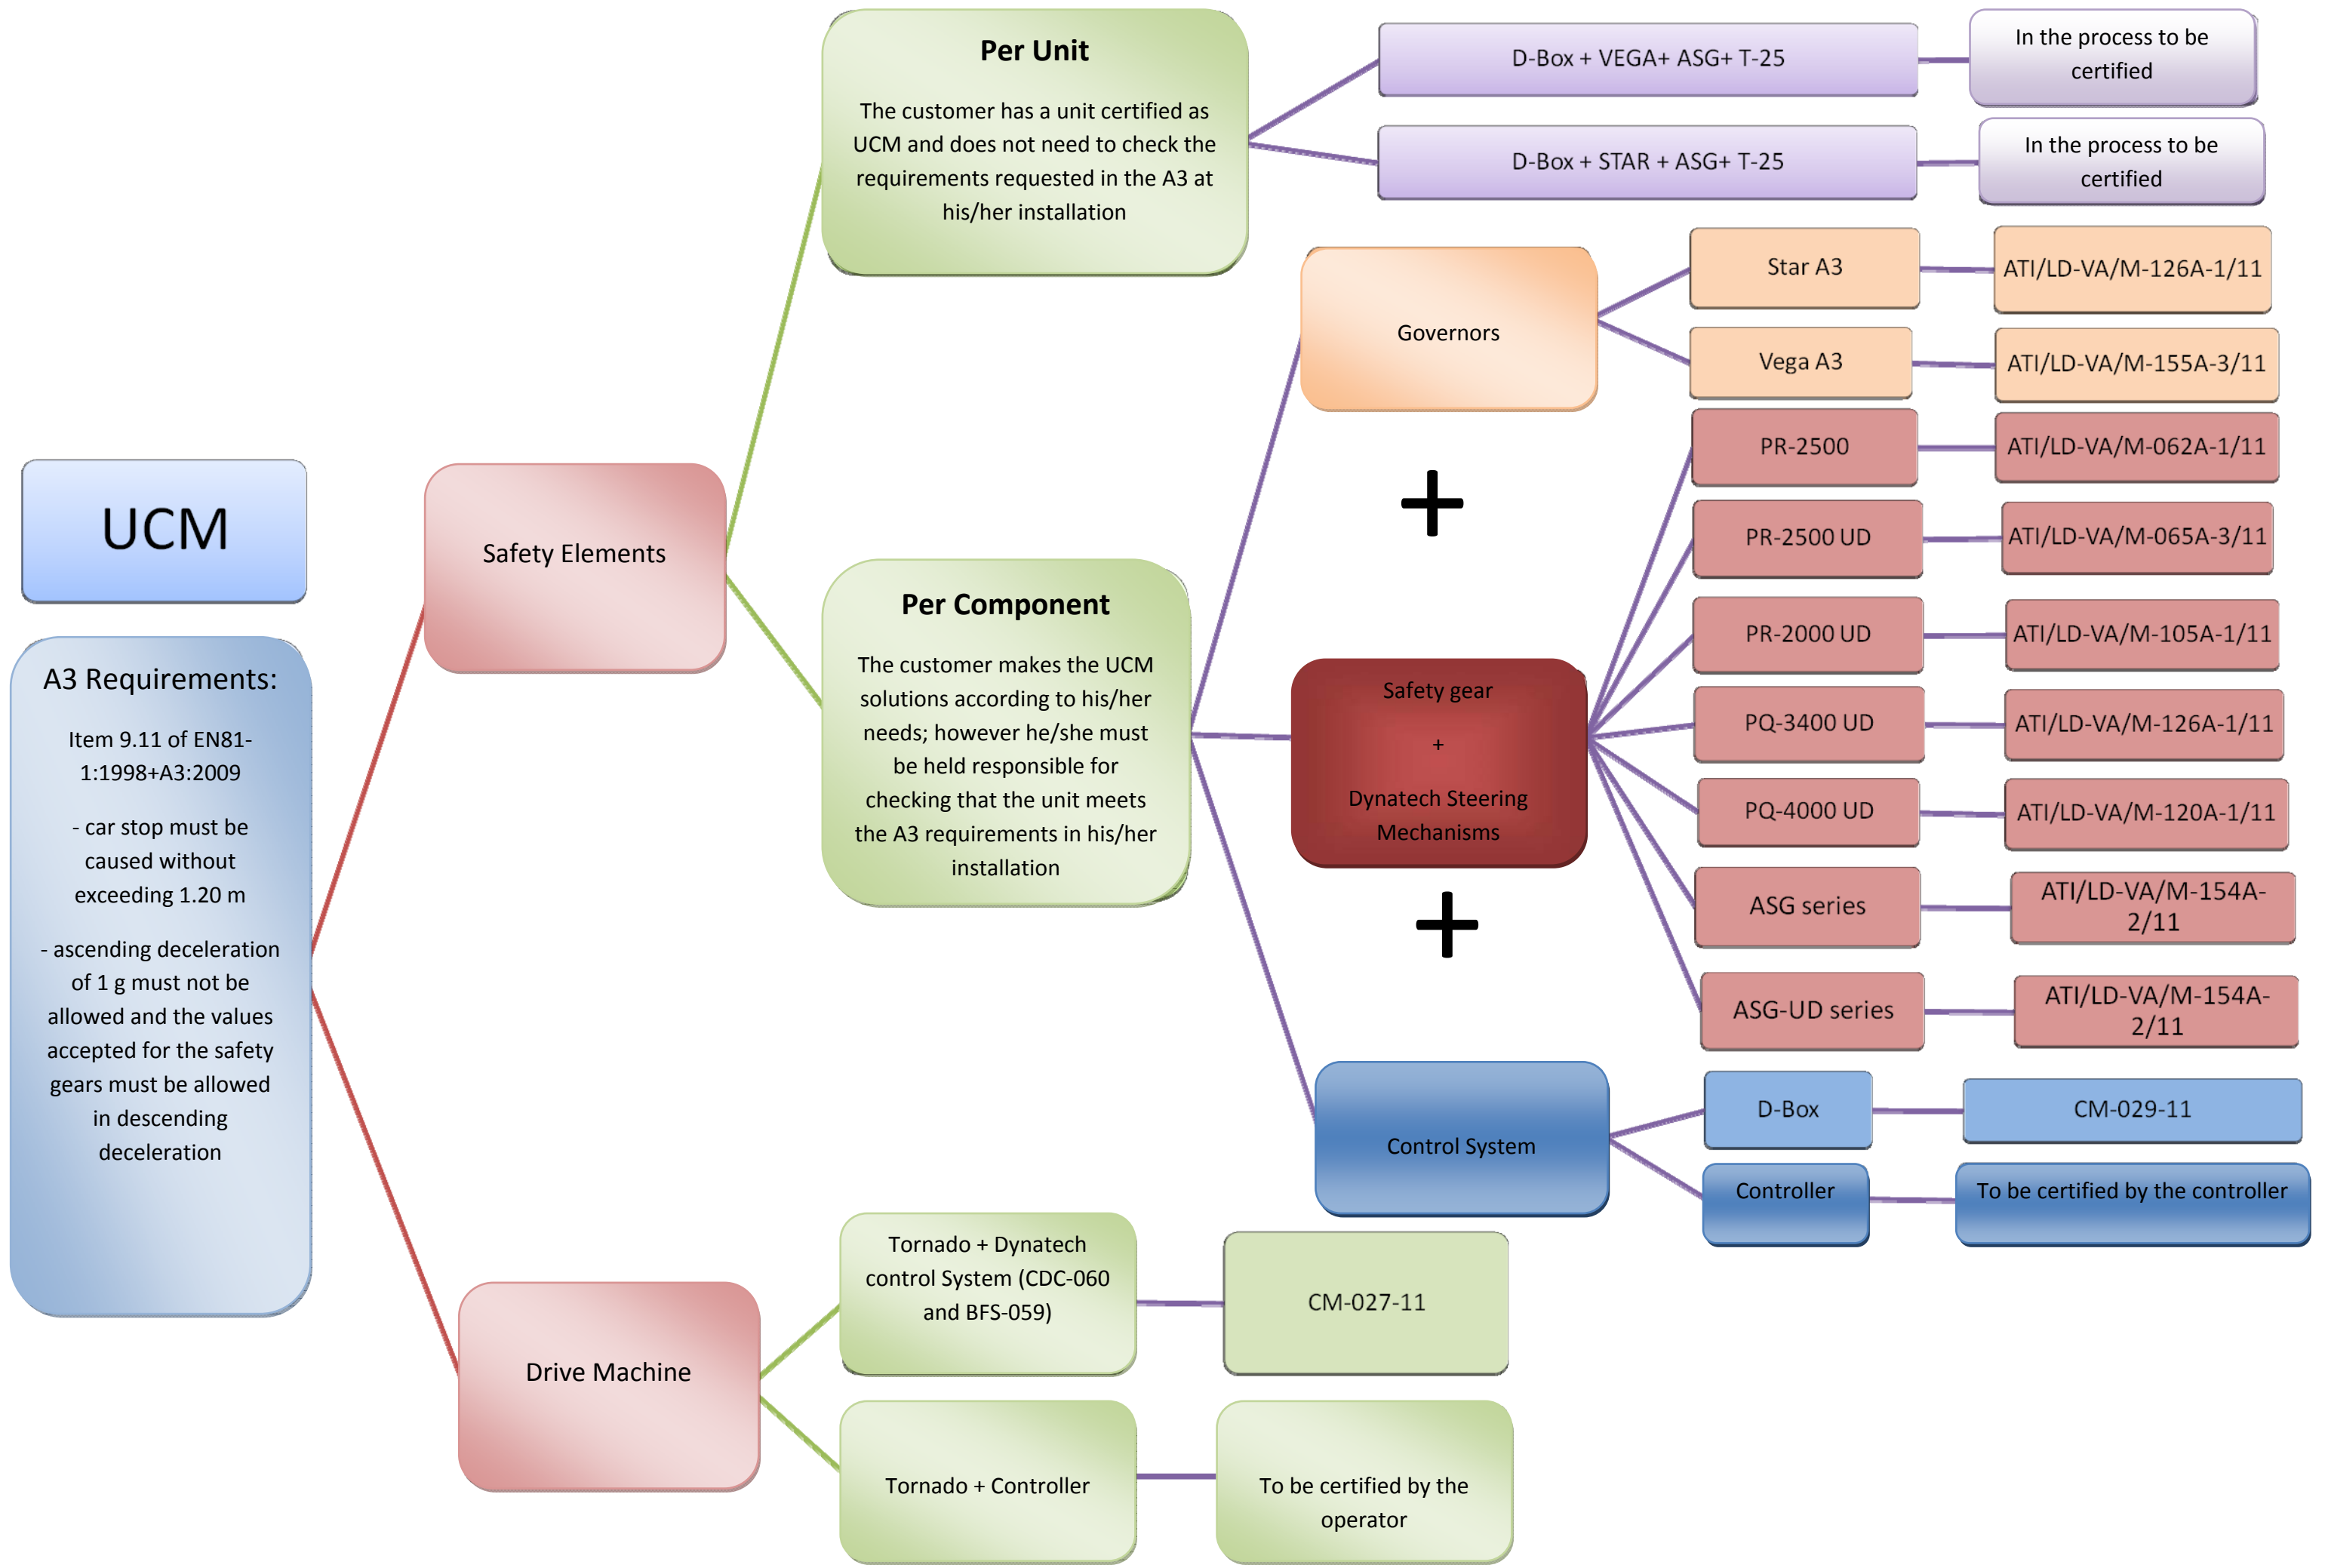 UCM
A3 Requirements:
Item 9.11 of EN81-
1:1998+A3:2009
- car stop must be
caused without
exceeding 1.20 m
- ascending deceleration
of 1 g must not be
allowed and the values
accepted for the safety
gears must be allowed
in descending
deceleration
Safety Elements
Drive Machine
Per Unit
The customer has a unit certified as
UCM and does not need to check the
requirements requested in the A3 at
his/her installation
D-Box + VEGA+ ASG+ T-25
In the process to be
certified
D-Box + STAR + ASG+ T-25
In the process to be
certified
Per Component
The customer makes the UCM
solutions according to his/her
needs; however he/she must
be held responsible for
checking that the unit meets
the A3 requirements in his/her
installation
Governors
Star A3
ATI/LD-VA/M-126A-1/11
Vega A3
ATI/LD-VA/M-155A-3/11
+
Safety gear
+
Dynatech Steering
Mechanisms
PR-2500
ATI/LD-VA/M-062A-1/11
PR-2500 UD
ATI/LD-VA/M-065A-3/11
PR-2000 UD
ATI/LD-VA/M-105A-1/11
PQ-3400 UD
ATI/LD-VA/M-126A-1/11
PQ-4000 UD
ATI/LD-VA/M-120A-1/11
ASG series
ATI/LD-VA/M-154A-
2/11
ASG-UD series
ATI/LD-VA/M-154A-
2/11
+
Control System
D-Box
CM-029-11
Controller
To be certified by the controller
Tornado + Dynatech
control System (CDC-060
and BFS-059)
CM-027-11
Tornado + Controller
To be certified by the
operator